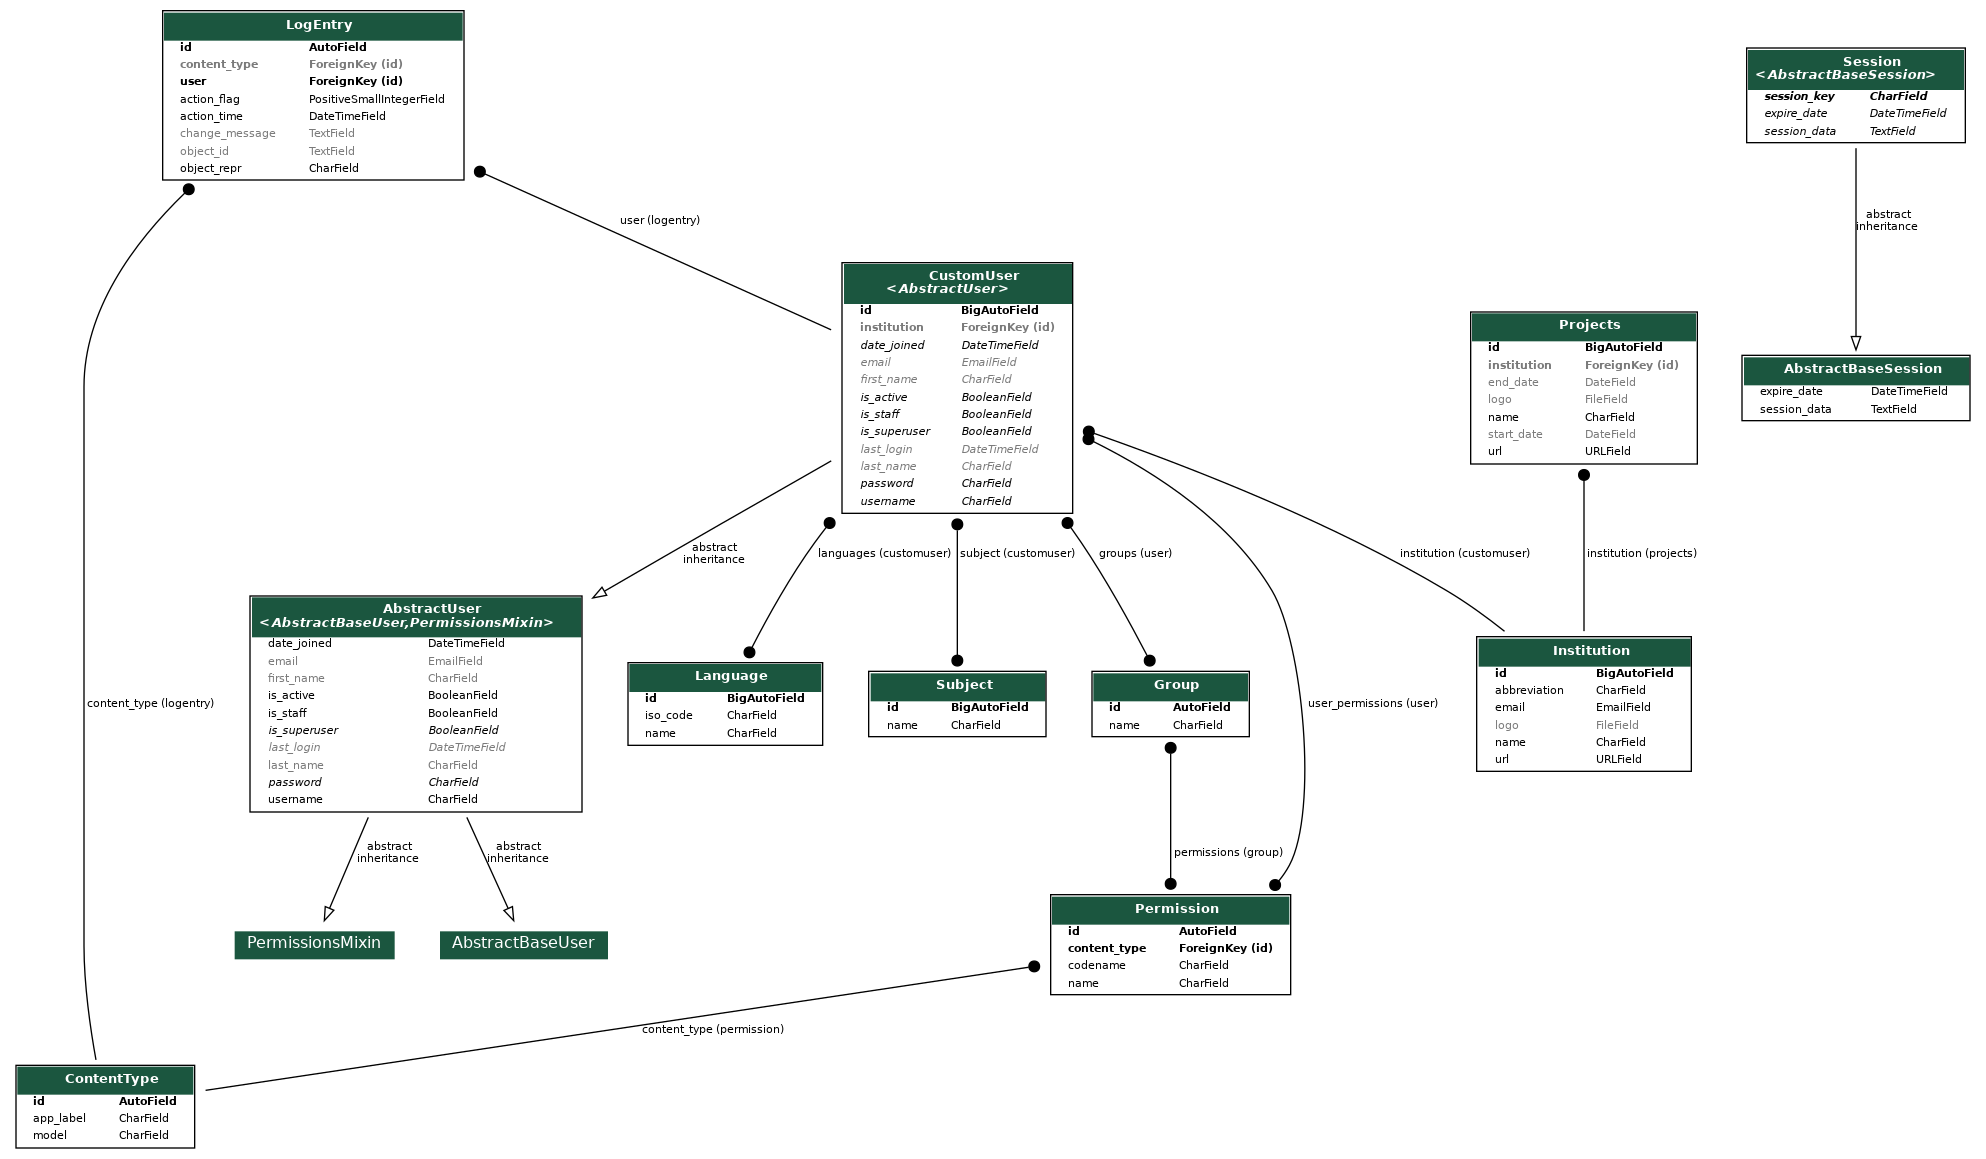 LogEntry
id AutoField
content_type ForeignKey (id)
user ForeignKey (id)
action_flag PositiveSmallIntegerField
action_time DateTimeField
change_message TextField
object_id TextField
object_repr CharField
Session
<AbstractBaseSession>
session_key CharField
expire_date DateTimeField
session_data TextField
user (logentry)
abstract
inheritance
CustomUser
<AbstractUser>
id BigAutoField
institution ForeignKey (id)
date_joined DateTimeField
email EmailField
first_name CharField
is_active BooleanField
is_staff BooleanField
is_superuser BooleanField
last_login DateTimeField
last_name CharField
password CharField
username CharField
Projects
id BigAutoField
institution ForeignKey (id)
end_date DateField
logo FileField
name CharField
start_date DateField
url URLField
AbstractBaseSession
expire_date DateTimeField
session_data TextField
abstract
inheritance
languages (customuser)
subject (customuser)
groups (user)
institution (customuser)
institution (projects)
AbstractUser
<AbstractBaseUser,PermissionsMixin>
date_joined DateTimeField
email EmailField
first_name CharField
is_active BooleanField
is_staff BooleanField
is_superuser BooleanField
last_login DateTimeField
last_name CharField
password CharField
username CharField
Language
id BigAutoField
iso_code CharField
name CharField
Subject
id BigAutoField
name CharField
Group
id AutoField
name CharField
Institution
id BigAutoField
abbreviation CharField
email EmailField
logo FileField
name CharField
url URLField
content_type (logentry)
user_permissions (user)
abstract
inheritance
abstract
inheritance
permissions (group)
PermissionsMixin
AbstractBaseUser
Permission
id AutoField
content_type ForeignKey (id)
codename CharField
name CharField
content_type (permission)
ContentType
id AutoField
app_label CharField
model CharField